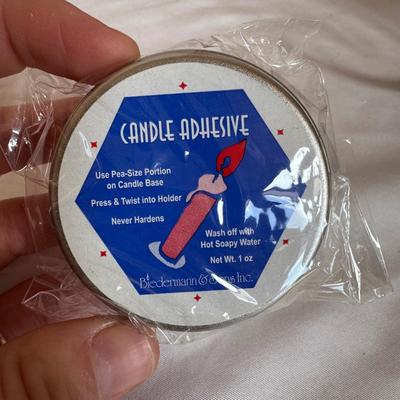 CANDLE ADHESIVE
Use Pea-Size Portion
on Candle Base
Press & Twist into Holder
Never Hardens
Wash off with
Hot Soapy Water
Net Wt. 1 oz
Biedermann & Sons Inc.